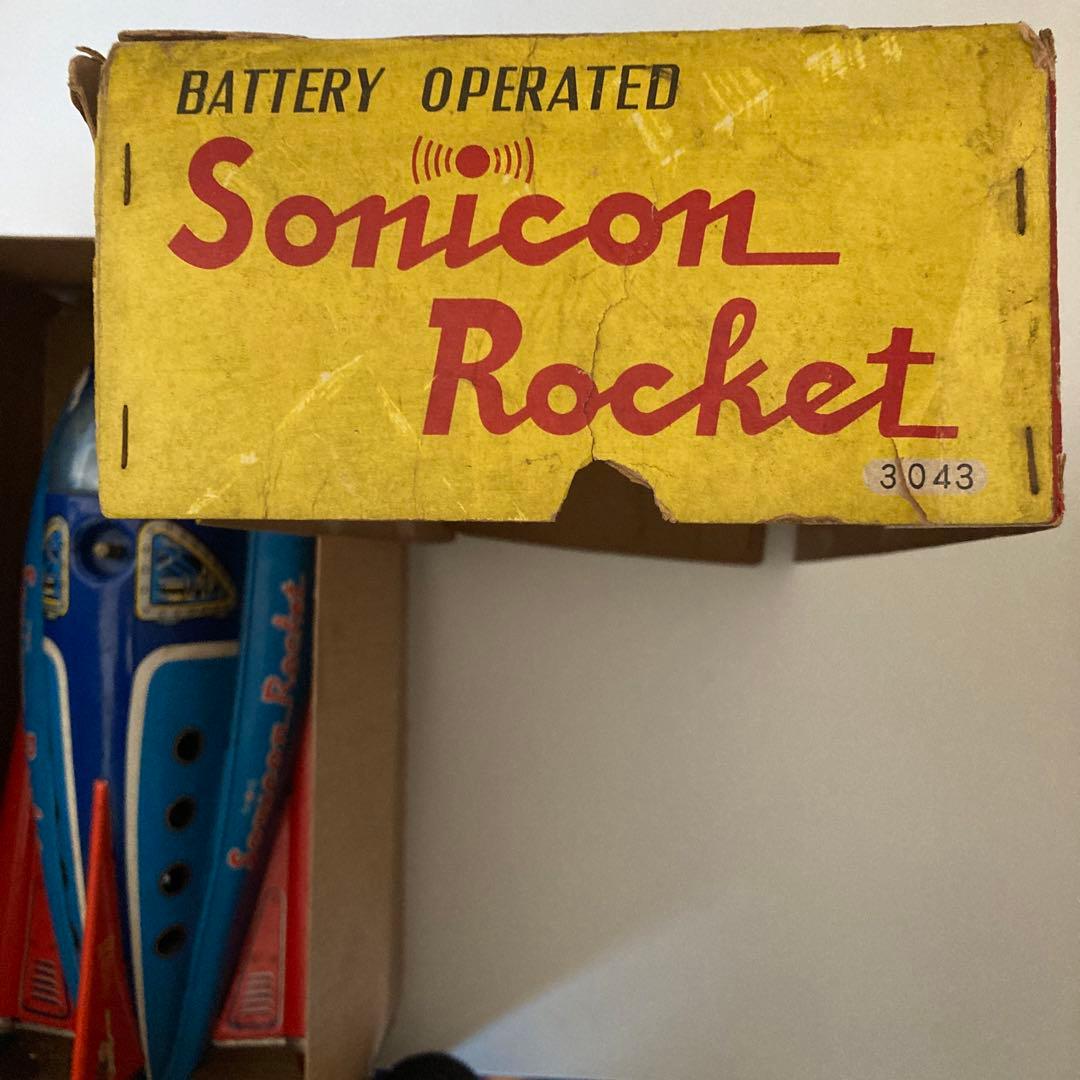 BATTERY OPERATED
Sonicon
Rocket
3043
Sonicon Rocket